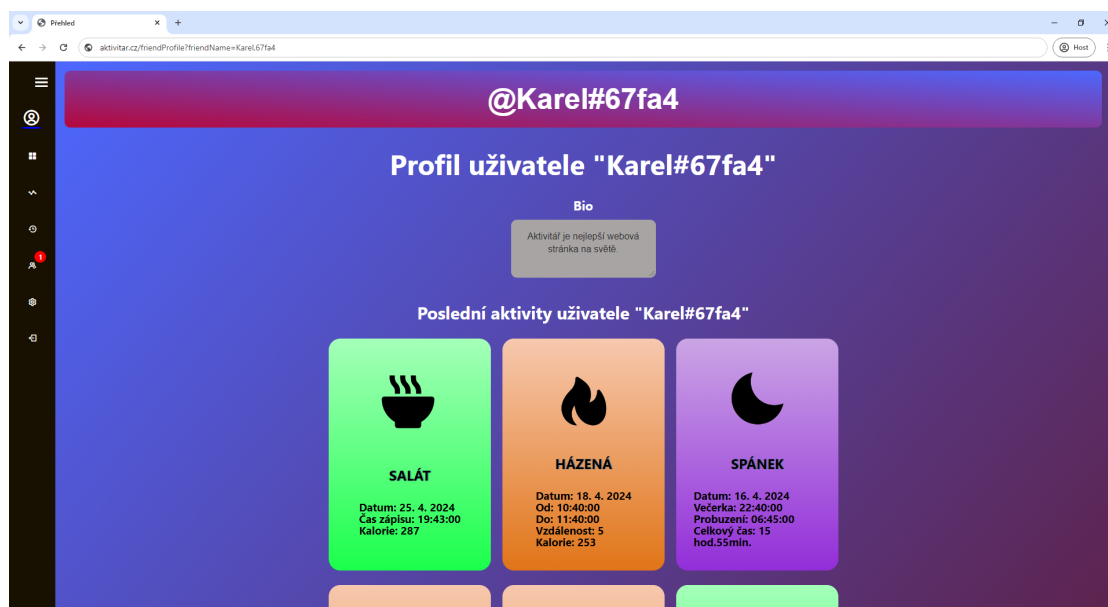 Přehled
aktivitar.cz/friendProfile?friendName=Karel.67fa4
Host
@Karel#67fa4
Profil uživatele "Karel#67fa4"
Bio
Aktivitář je nejlepší webová
stránka na světě.
1
Poslední aktivity uživatele "Karel#67fa4"
SALÁT
Datum: 25. 4. 2024
Čas zápisu: 19:43:00
Kalorie: 287
HÁZENÁ
Datum: 18. 4. 2024
Od: 10:40:00
Do: 11:40:00
Vzdálenost: 5
Kalorie: 253
SPÁNEK
Datum: 16. 4. 2024
Večerka: 22:40:00
Probuzení: 06:45:00
Celkový čas: 15
hod.55min.